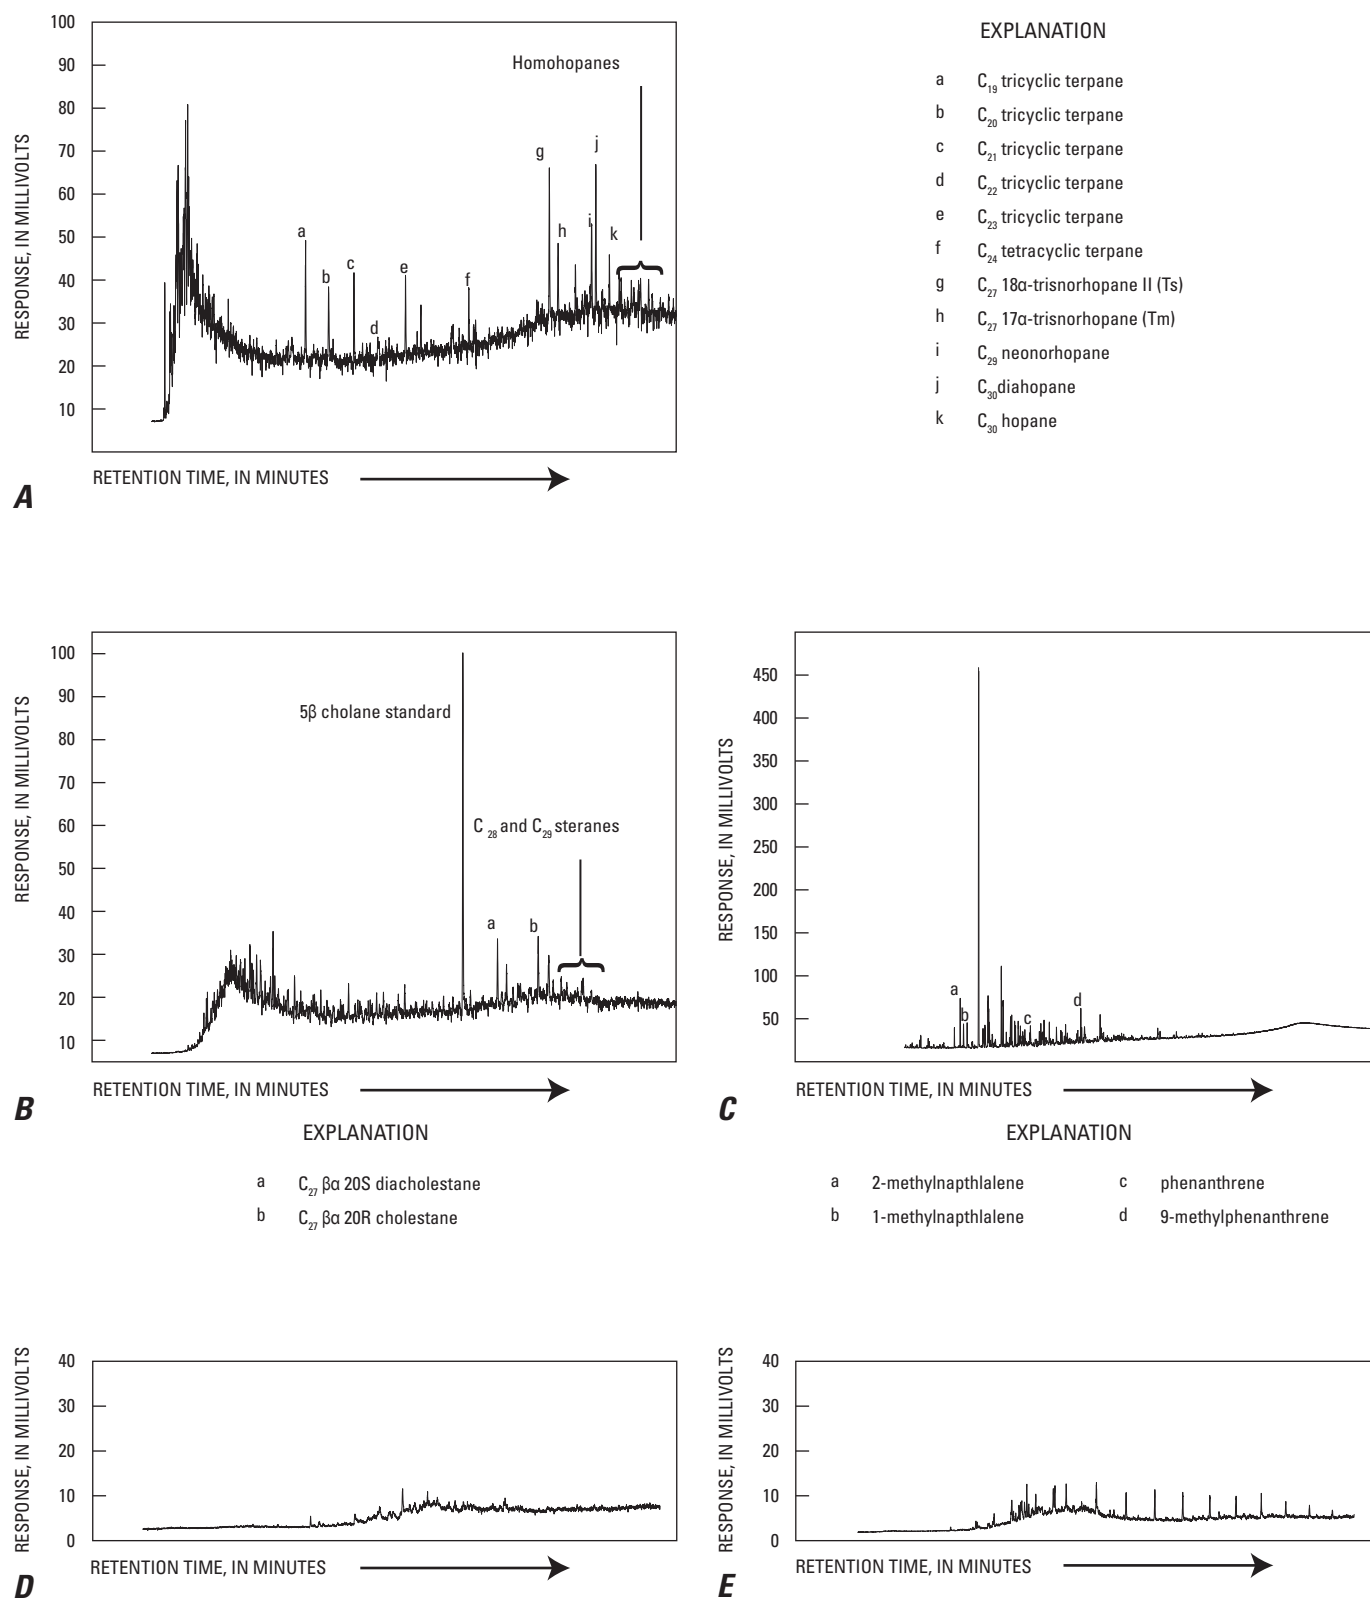 100
90
80
70
60
50
40
30
20
10
RESPONSE, IN MILLIVOLTS
Homohopanes
a
b
c
d
e
f
g
h
i
j
k
RETENTION TIME, IN MINUTES
A
EXPLANATION
a C19 tricyclic terpane
b C20 tricyclic terpane
c C21 tricyclic terpane
d C22 tricyclic terpane
e C23 tricyclic terpane
f C24 tetracyclic terpane
g C27 18α-trisnorhopane II (Ts)
h C27 17α-trisnorhopane (Tm)
i C29 neonorhopane
j C30diahopane
k C30 hopane
100
90
80
70
60
50
40
30
20
10
RESPONSE, IN MILLIVOLTS
5β cholane standard
C28 and C29 steranes
a
b
RETENTION TIME, IN MINUTES
B
EXPLANATION
a C27 βα 20S diacholestane
b C27 βα 20R cholestane
450
400
350
300
250
200
150
100
50
RESPONSE, IN MILLIVOLTS
a
b
c
d
RETENTION TIME, IN MINUTES
C
EXPLANATION
a 2-methylnapthlalene c phenanthrene
b 1-methylnapthlalene d 9-methylphenanthrene
40
30
20
10
0
RESPONSE, IN MILLIVOLTS
RETENTION TIME, IN MINUTES
D
40
30
20
10
0
RESPONSE, IN MILLIVOLTS
RETENTION TIME, IN MINUTES
E